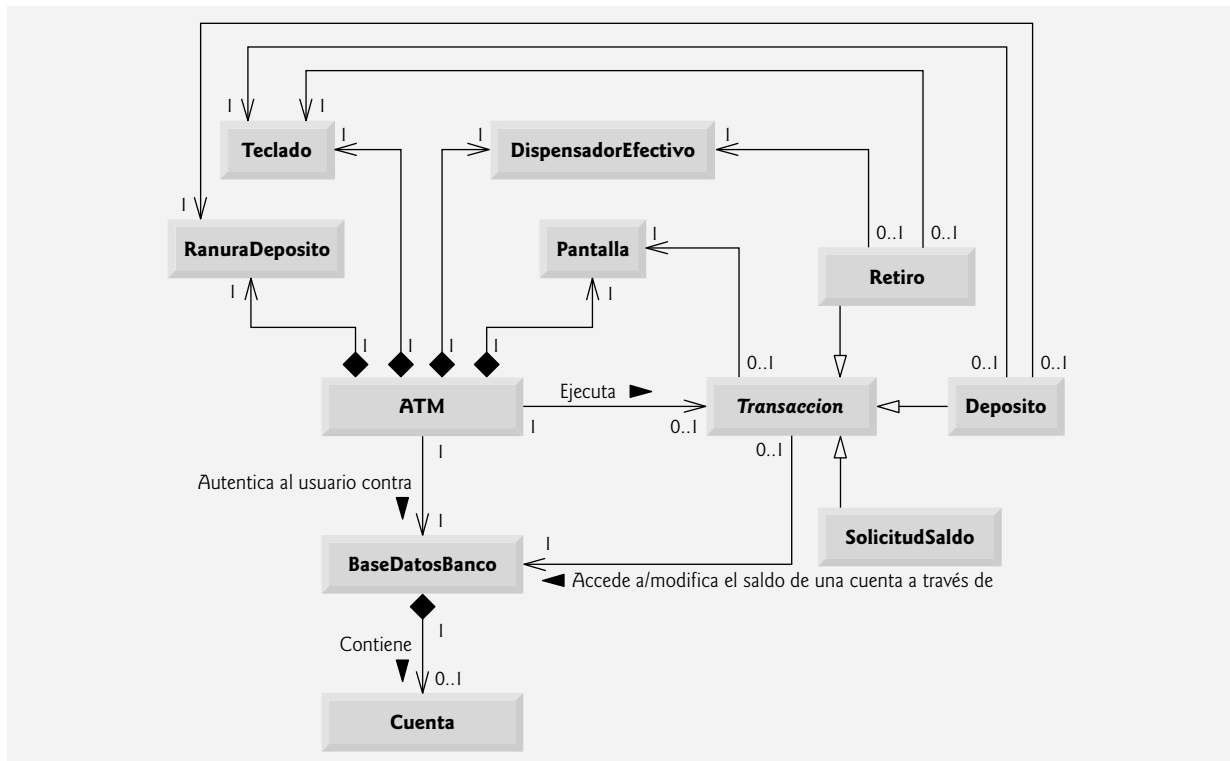 1
1
1
1
1
1
Teclado
DispensadorEfectivo
1
1
0..1
0..1
RanuraDeposito
Pantalla
Retiro
1
1
1
1
1
1
0..1
0..1
0..1
Ejecuta
ATM
Transaccion
Deposito
1
0..1
1
0..1
Autentica al usuario contra
1
1
SolicitudSaldo
BaseDatosBanco
Accede a/modifica el saldo de una cuenta a través de
1
Contiene
0..1
Cuenta